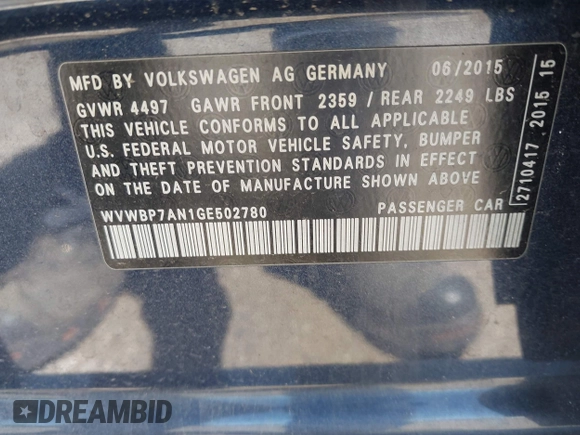 MFD BY VOLKSWAGEN AG GERMANY 06/2015
GVWR 4497 GAWR FRONT 2359 / REAR 2249 LBS
THIS VEHICLE CONFORMS TO ALL APPLICABLE
U.S. FEDERAL MOTOR VEHICLE SAFETY, BUMPER
AND THEFT PREVENTION STANDARDS IN EFFECT
ON THE DATE OF MANUFACTURE SHOWN ABOVE
WVWBP7AN1GE502780 PASSENGER CAR
2710417 2015 15
DREAMBID